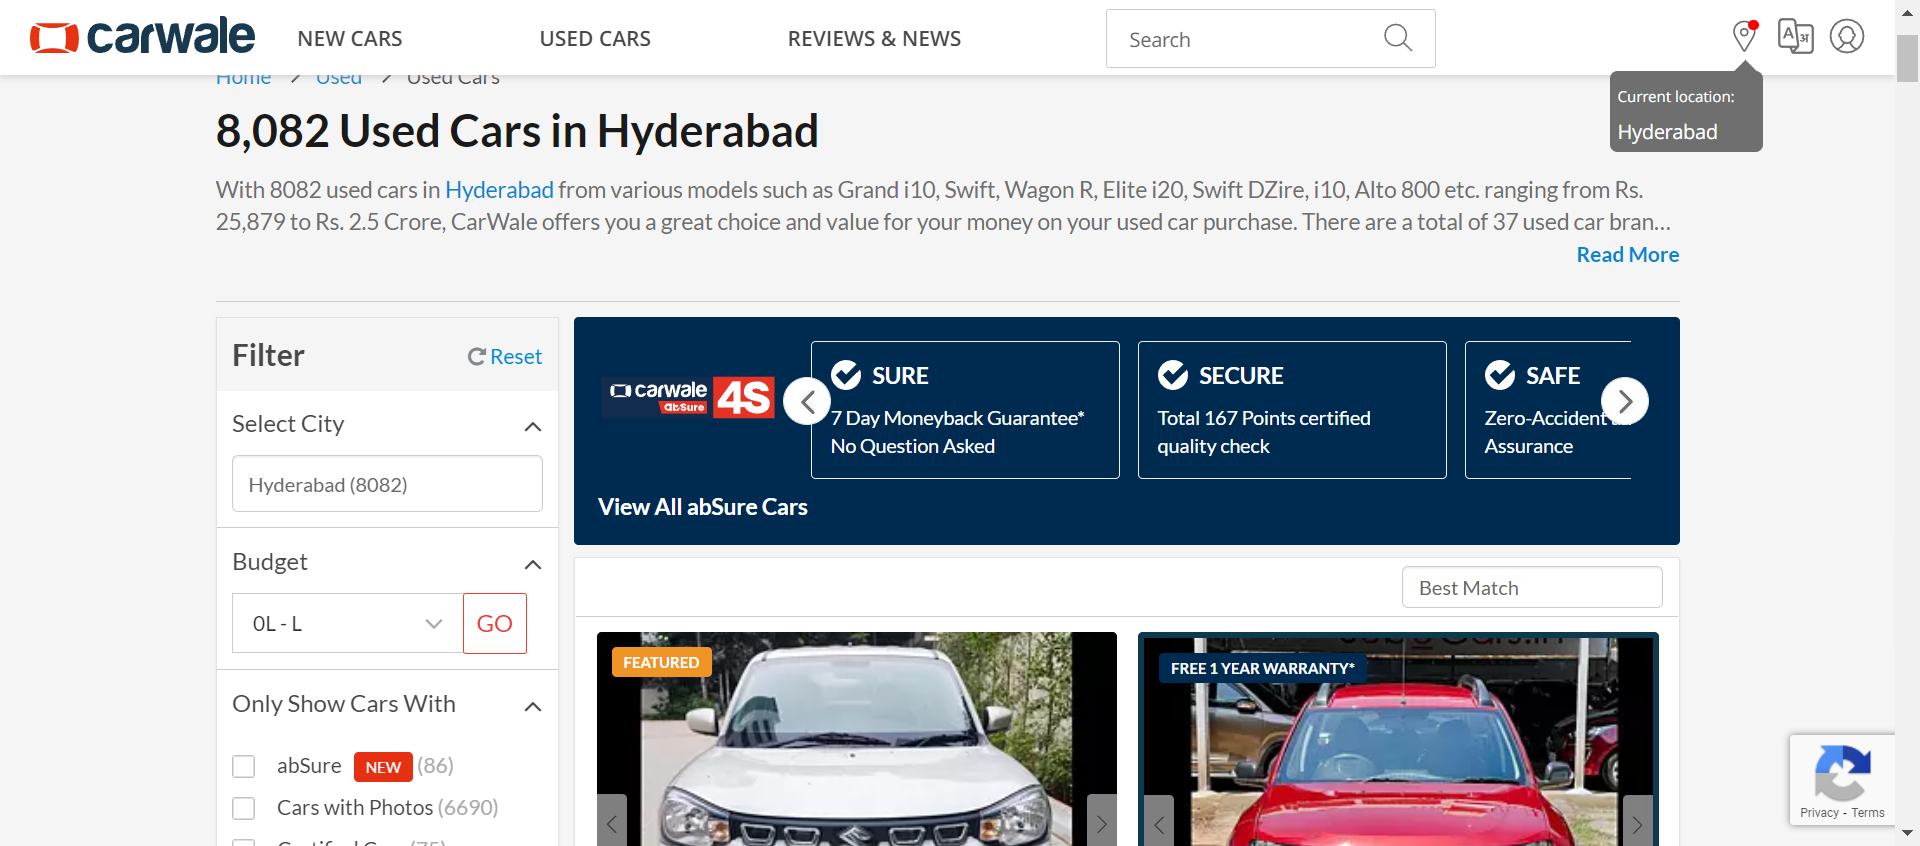 carwale NEW CARS USED CARS REVIEWS & NEWS Search
Home Used Used Cars
Current location:
Hyderabad
8,082 Used Cars in Hyderabad
With 8082 used cars in Hyderabad from various models such as Grand i10, Swift, Wagon R, Elite i20, Swift DZire, i10, Alto 800 etc. ranging from Rs.
25,879 to Rs. 2.5 Crore, CarWale offers you a great choice and value for your money on your used car purchase. There are a total of 37 used car bran...
Read More
Filter
Reset
Select City
Hyderabad (8082)
Budget
0L - L
GO
Only Show Cars With
abSure NEW (86)
Cars with Photos (6690)
carwale
abSure
4S
SURE
7 Day Moneyback Guarantee*
No Question Asked
SECURE
Total 167 Points certified
quality check
SAFE
Zero-Accident
Assurance
View All abSure Cars
Best Match
FEATURED
FREE 1 YEAR WARRANTY*
Privacy - Terms